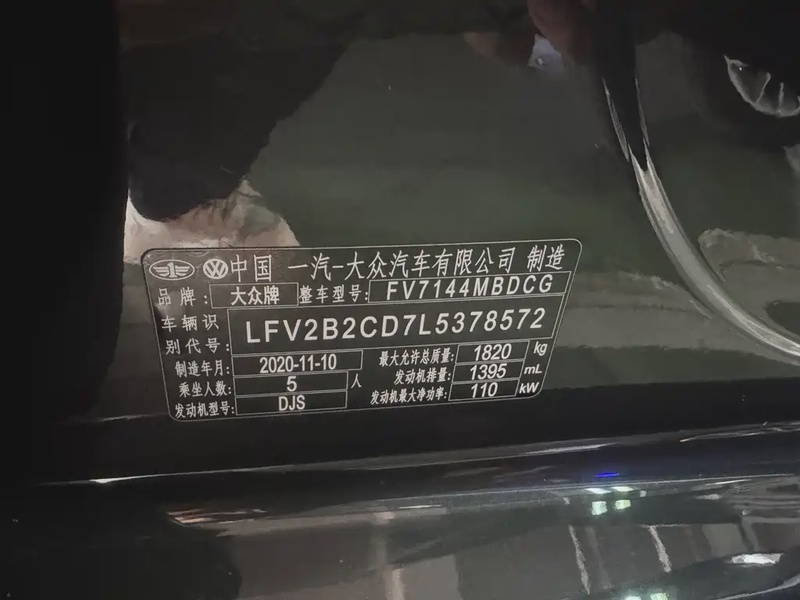 中国 一汽-大众汽车有限公司 制造
品牌: 大众牌 整车型号: FV7144MBDCG
车辆识别代号: LFV2B2CD7L5378572
制造年月: 2020-11-10 最大允许总质量: 1820 kg
乘坐人数: 5 人 发动机排量: 1395 mL
发动机型号: DJS 发动机最大净功率: 110 kW